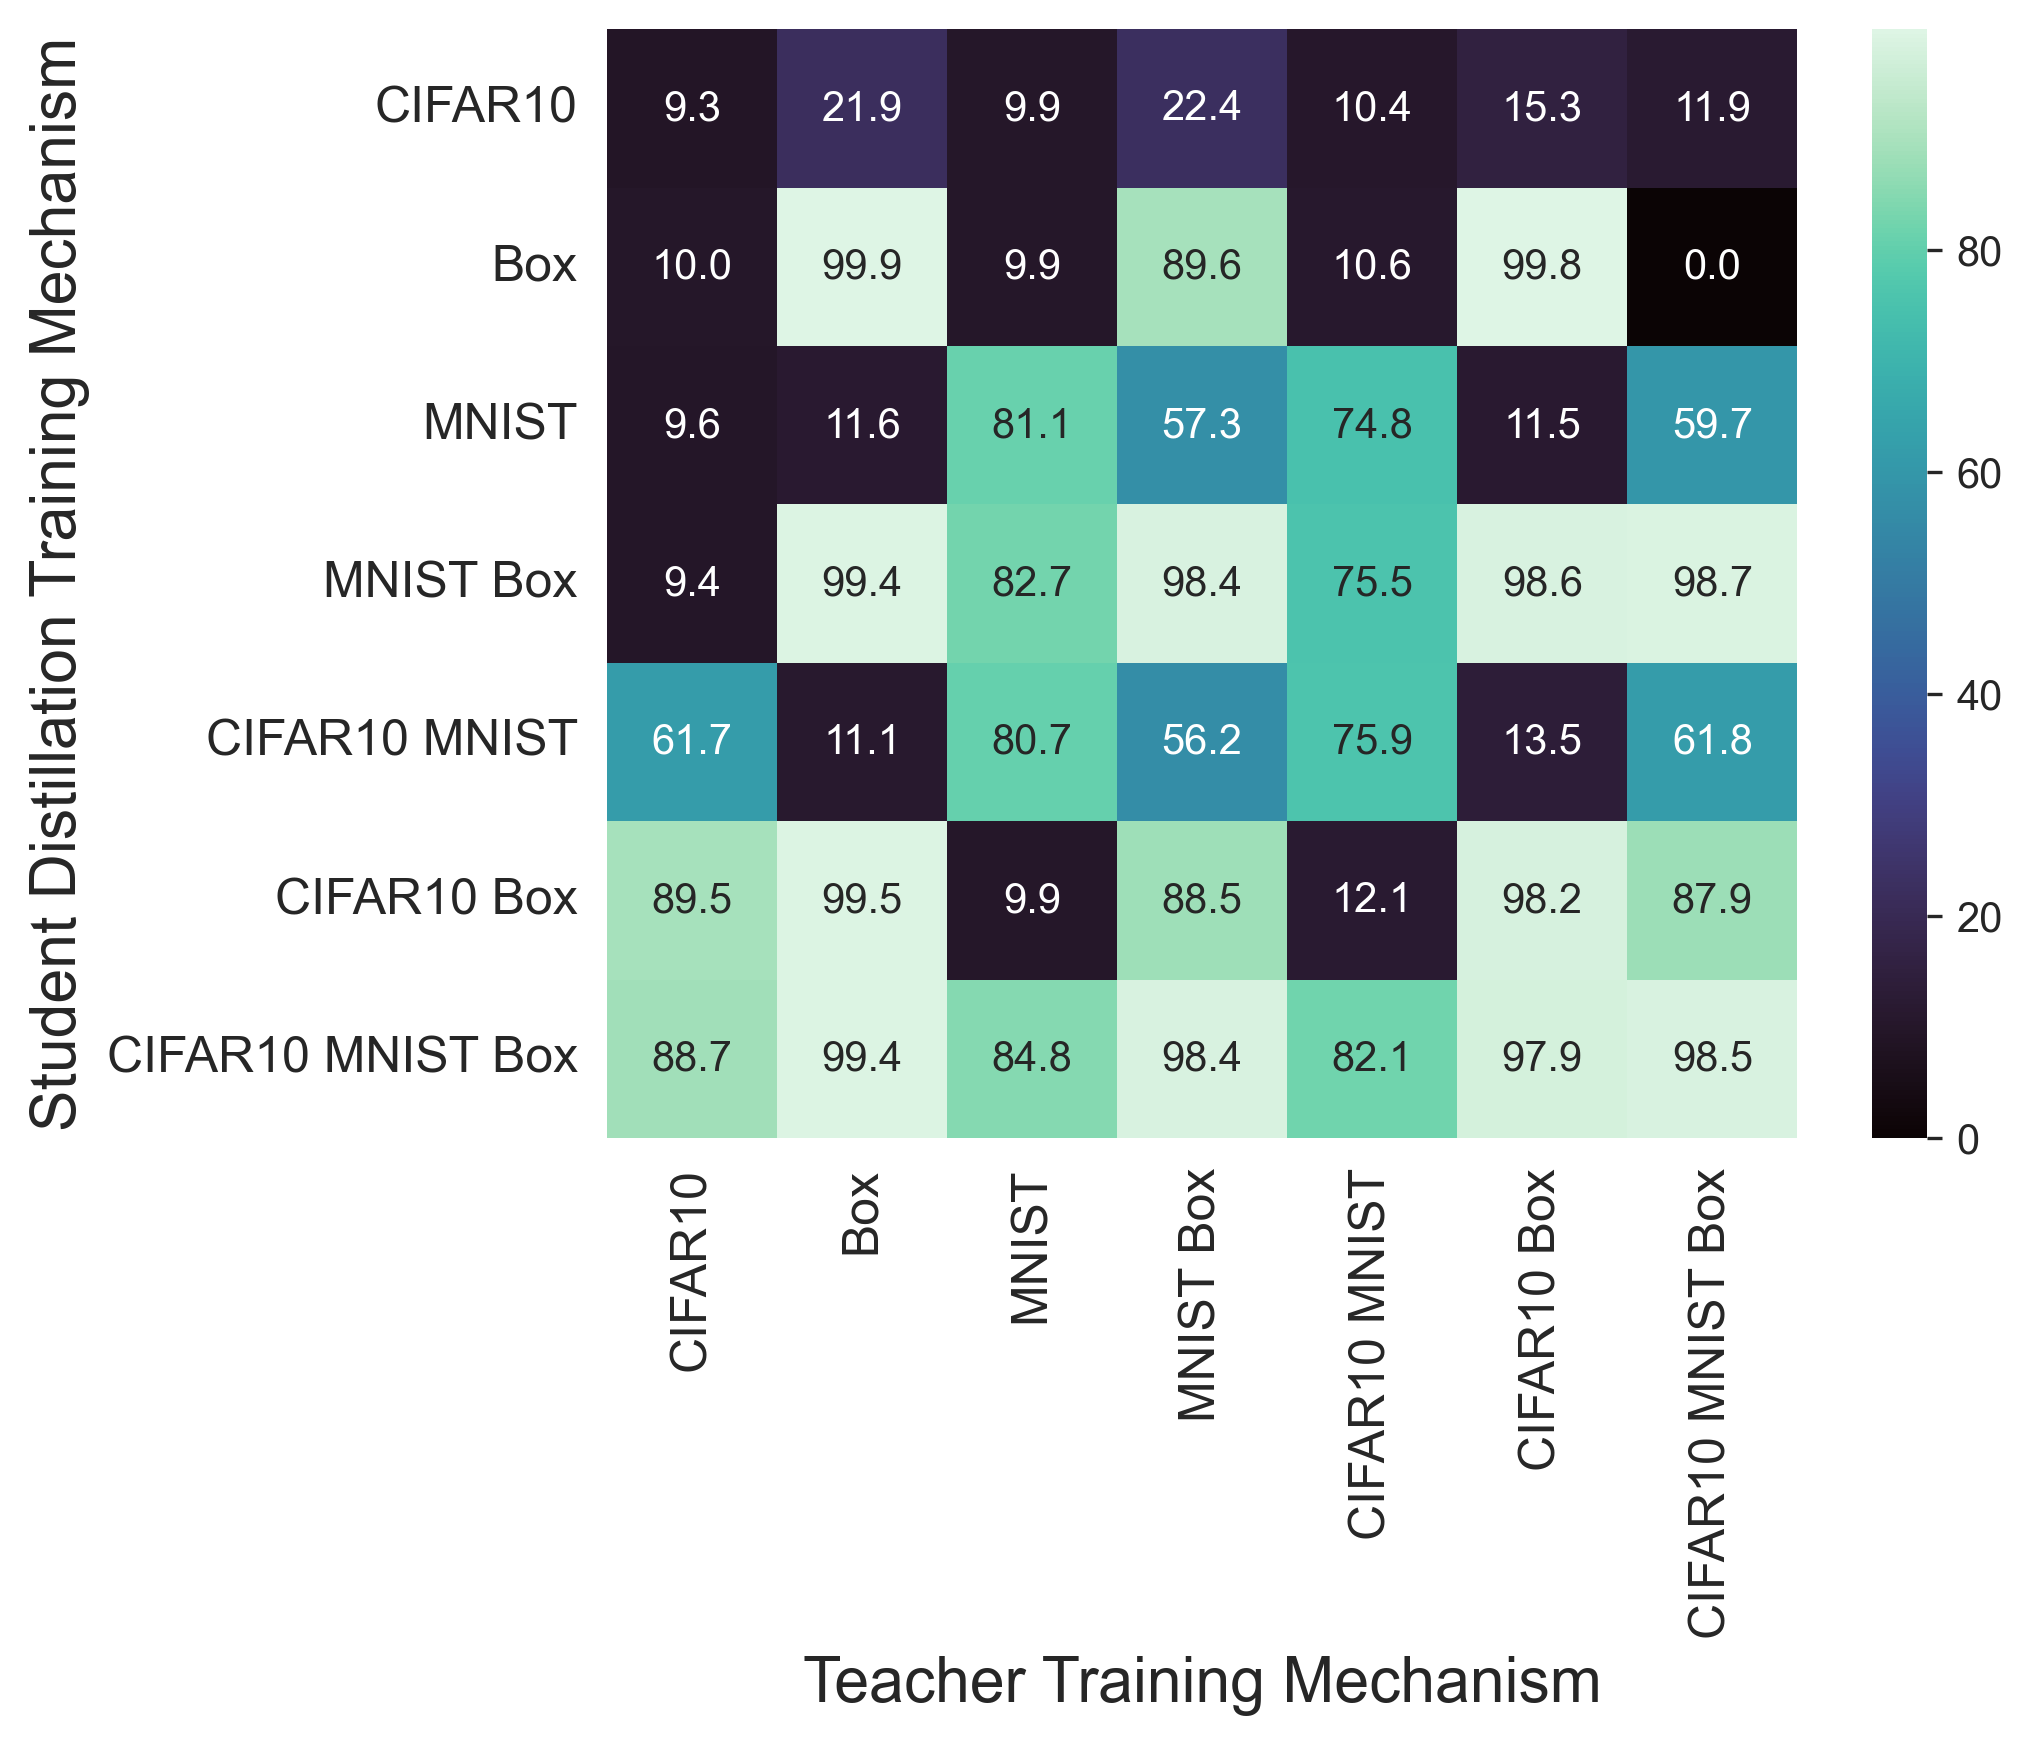 Student Distillation Training Mechanism
CIFAR10 9.3 21.9 9.9 22.4 10.4 15.3 11.9
Box 10.0 99.9 9.9 89.6 10.6 99.8 0.0
MNIST 9.6 11.6 81.1 57.3 74.8 11.5 59.7
MNIST Box 9.4 99.4 82.7 98.4 75.5 98.6 98.7
CIFAR10 MNIST 61.7 11.1 80.7 56.2 75.9 13.5 61.8
CIFAR10 Box 89.5 99.5 9.9 88.5 12.1 98.2 87.9
CIFAR10 MNIST Box 88.7 99.4 84.8 98.4 82.1 97.9 98.5
80
60
40
20
0
CIFAR10
Box
MNIST
MNIST Box
CIFAR10 MNIST
CIFAR10 Box
CIFAR10 MNIST Box
Teacher Training Mechanism